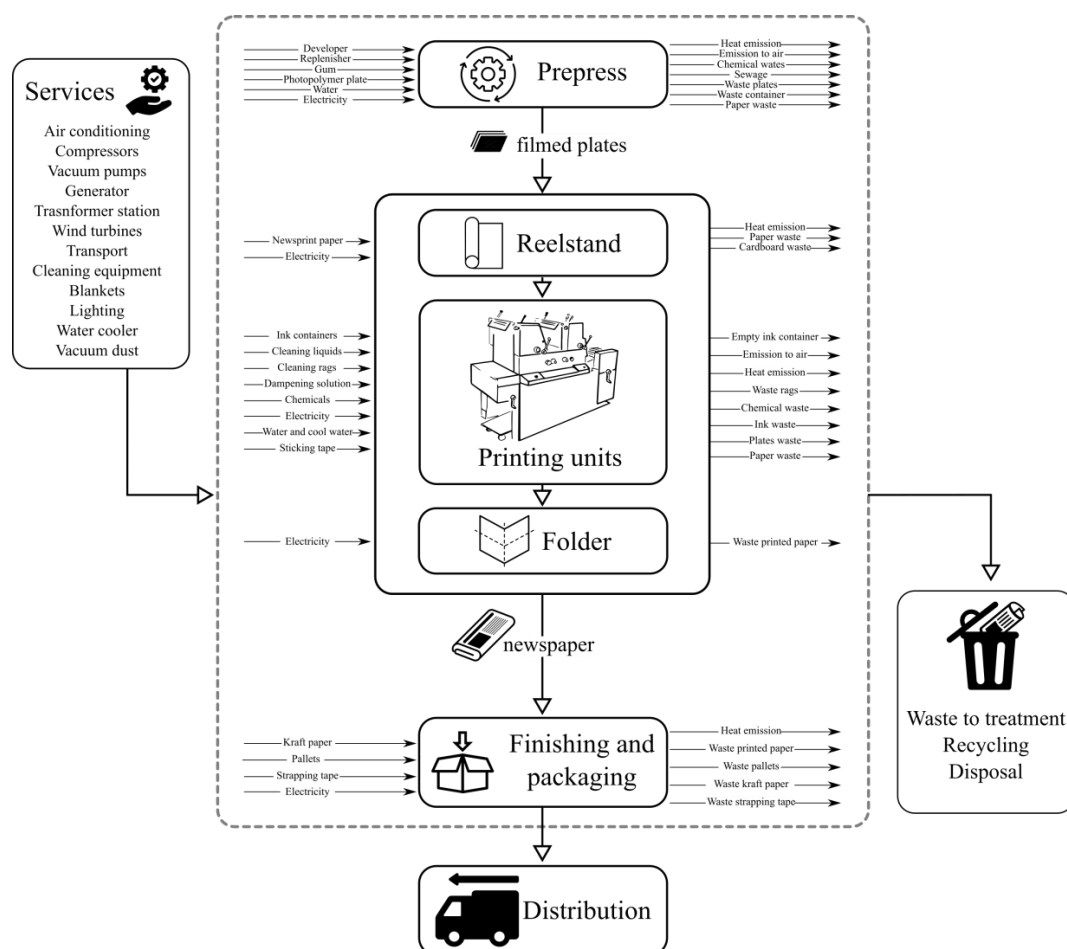 Services
Air conditioning
Compressors
Vacuum pumps
Generator
Trasnformer station
Wind turbines
Transport
Cleaning equipment
Blankets
Lighting
Water cooler
Vacuum dust
Developer
Replenisher
Gum
Photopolymer plate
Water
Electricity
Prepress
Heat emission
Emission to air
Chemical wates
Sewage
Waste plates
Waste container
Paper waste
filmed plates
Newsprint paper
Electricity
Reelstand
Heat emission
Paper waste
Cardboard waste
Ink containers
Cleaning liquids
Cleaning rags
Dampening solution
Chemicals
Electricity
Water and cool water
Sticking tape
Printing units
Empty ink container
Emission to air
Heat emission
Waste rags
Chemical waste
Ink waste
Plates waste
Paper waste
Electricity
Folder
Waste printed paper
newspaper
Kraft paper
Pallets
Strapping tape
Electricity
Finishing and
packaging
Heat emission
Waste printed paper
Waste pallets
Waste kraft paper
Waste strapping tape
Waste to treatment
Recycling
Disposal
Distribution